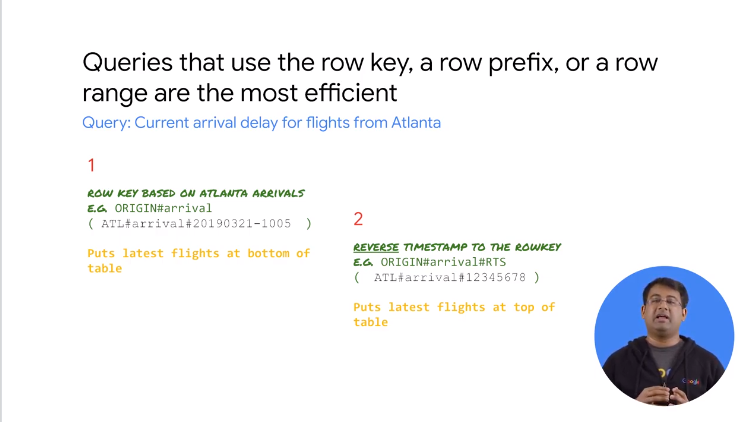 Queries that use the row key, a row prefix, or a row
range are the most efficient
Query: Current arrival delay for flights from Atlanta
1
ROW KEY BASED ON ATLANTA ARRIVALS
E.G. ORIGIN#arrival
( ATL#arrival#20190321-1005 )
Puts latest flights at bottom of
table
2
REVERSE TIMESTAMP TO THE ROWKEY
E.G. ORIGIN#arrival#RTS
( ATL#arrival#12345678 )
Puts latest flights at top of
table
Google